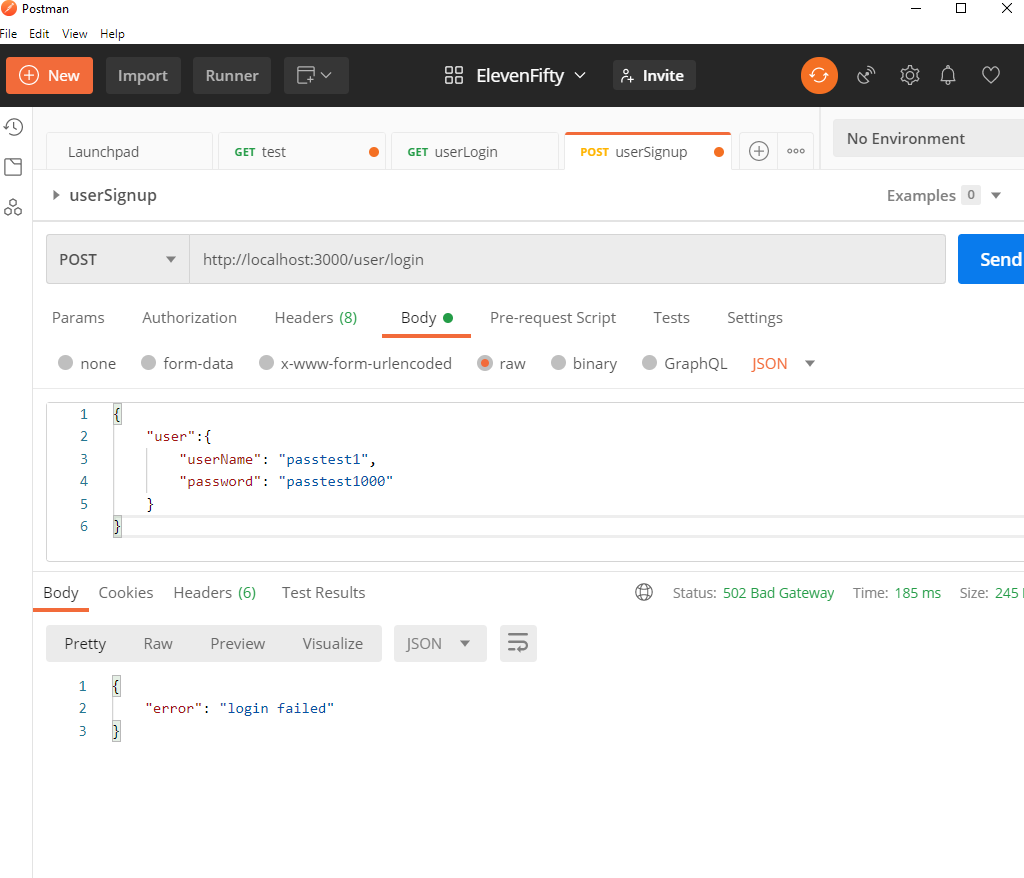 Postman
File Edit View Help
New Import Runner ElevenFifty Invite
Launchpad GET test GET userLogin POST userSignup No Environment
userSignup Examples 0
POST http://localhost:3000/user/login Send
Params Authorization Headers (8) Body Pre-request Script Tests Settings
none form-data x-www-form-urlencoded raw binary GraphQL JSON
1 {
2 "user":{
3 "userName": "passtest1",
4 "password": "passtest1000"
5 }
6 }
Body Cookies Headers (6) Test Results Status: 502 Bad Gateway Time: 185 ms Size: 245
Pretty Raw Preview Visualize JSON
1 {
2 "error": "login failed"
3 }